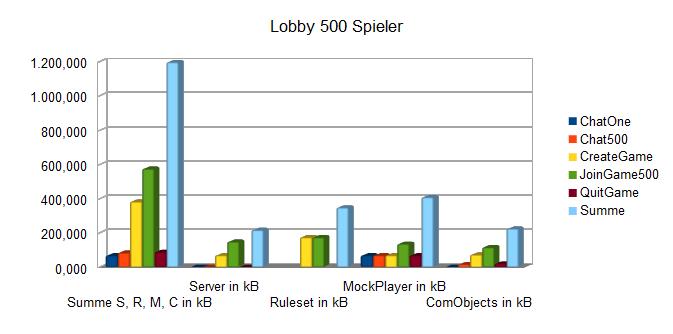 Lobby 500 Spieler
1.200,000
1.000,000
800,000
600,000
400,000
200,000
0,000
Server in kB
MockPlayer in kB
Summe S, R, M, C in kB
Ruleset in kB
ComObjects in kB
ChatOne
Chat500
CreateGame
JoinGame500
QuitGame
Summe